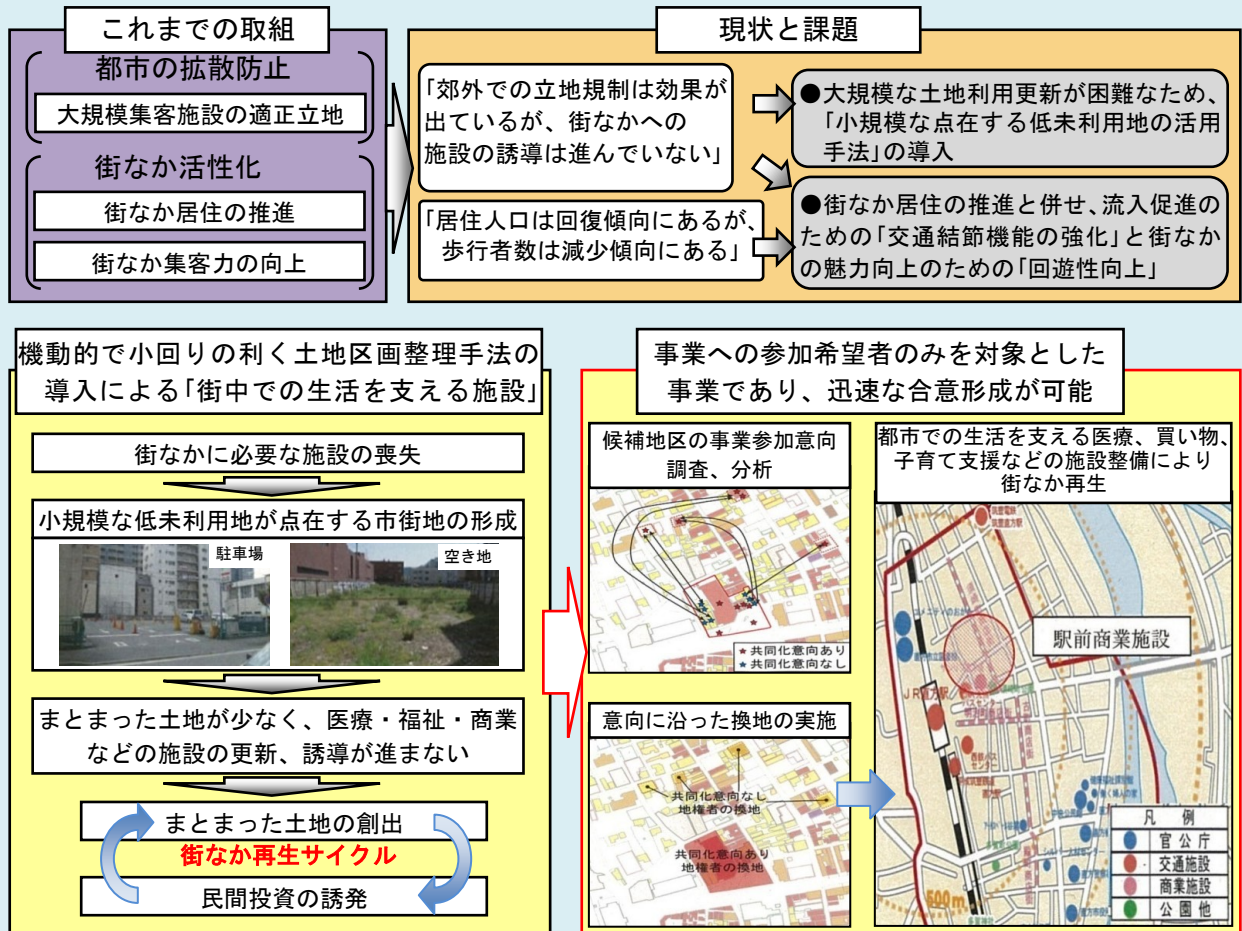 これまでの取組
都市の拡散防止
大規模集客施設の適正立地
街なか活性化
街なか居住の推進
街なか集客力の向上
現状と課題
「郊外での立地規制は効果が
出ているが、街なかへの
施設の誘導は進んでいない」
「居住人口は回復傾向にあるが、
歩行者数は減少傾向にある」
●大規模な土地利用更新が困難なため、
「小規模な点在する低未利用地の活用
手法」の導入
●街なか居住の推進と併せ、流入促進の
ための「交通結節機能の強化」と街なか
の魅力向上のための「回遊性向上」
機動的で小回りの利く土地区画整理手法の
導入による「街中での生活を支える施設」
街なかに必要な施設の喪失
小規模な低未利用地が点在する市街地の形成
駐車場
空き地
まとまった土地が少なく、医療・福祉・商業
などの施設の更新、誘導が進まない
まとまった土地の創出
街なか再生サイクル
民間投資の誘発
事業への参加希望者のみを対象とした
事業であり、迅速な合意形成が可能
候補地区の事業参加意向
調査、分析
★共同化意向あり
★共同化意向なし
意向に沿った換地の実施
共同化意向なし
地権者の換地
共同化意向あり
地権者の換地
都市での生活を支える医療、買い物、
子育て支援などの施設整備により
街なか再生
筑豊電鉄
筑豊直方駅
駅前商業施設
JR直方駅
500m
凡例
官公庁
交通施設
商業施設
公園他